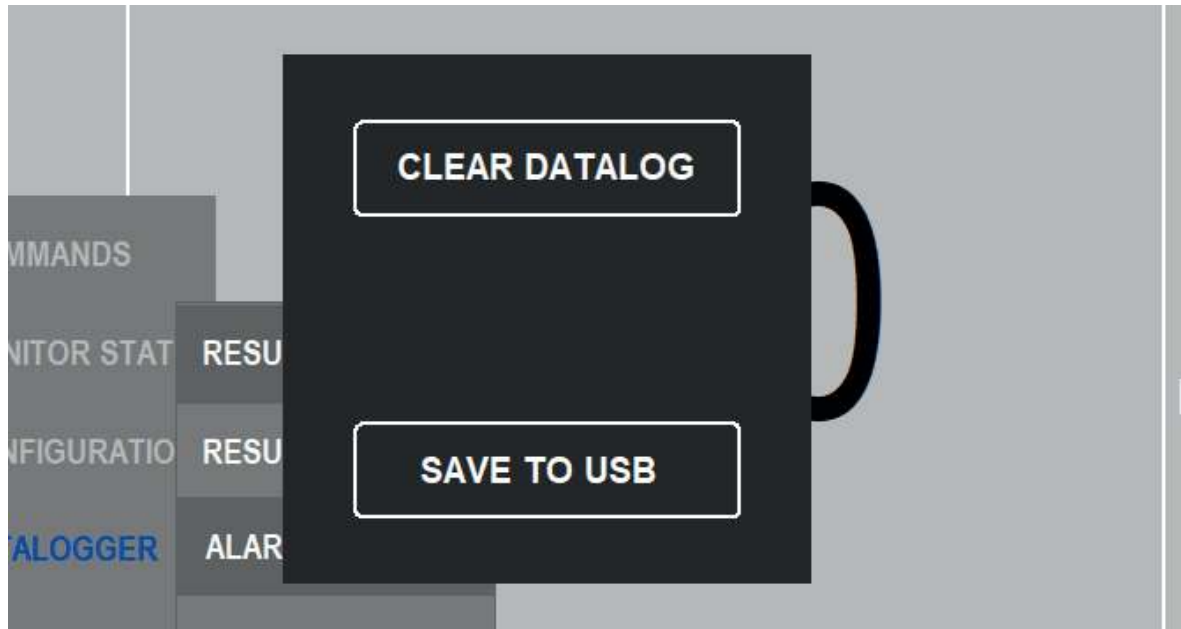 CLEAR DATALOG
MMANDS
NITOR STAT
RESU
NFIGURATIO
RESU
SAVE TO USB
TALOGGER
ALAR